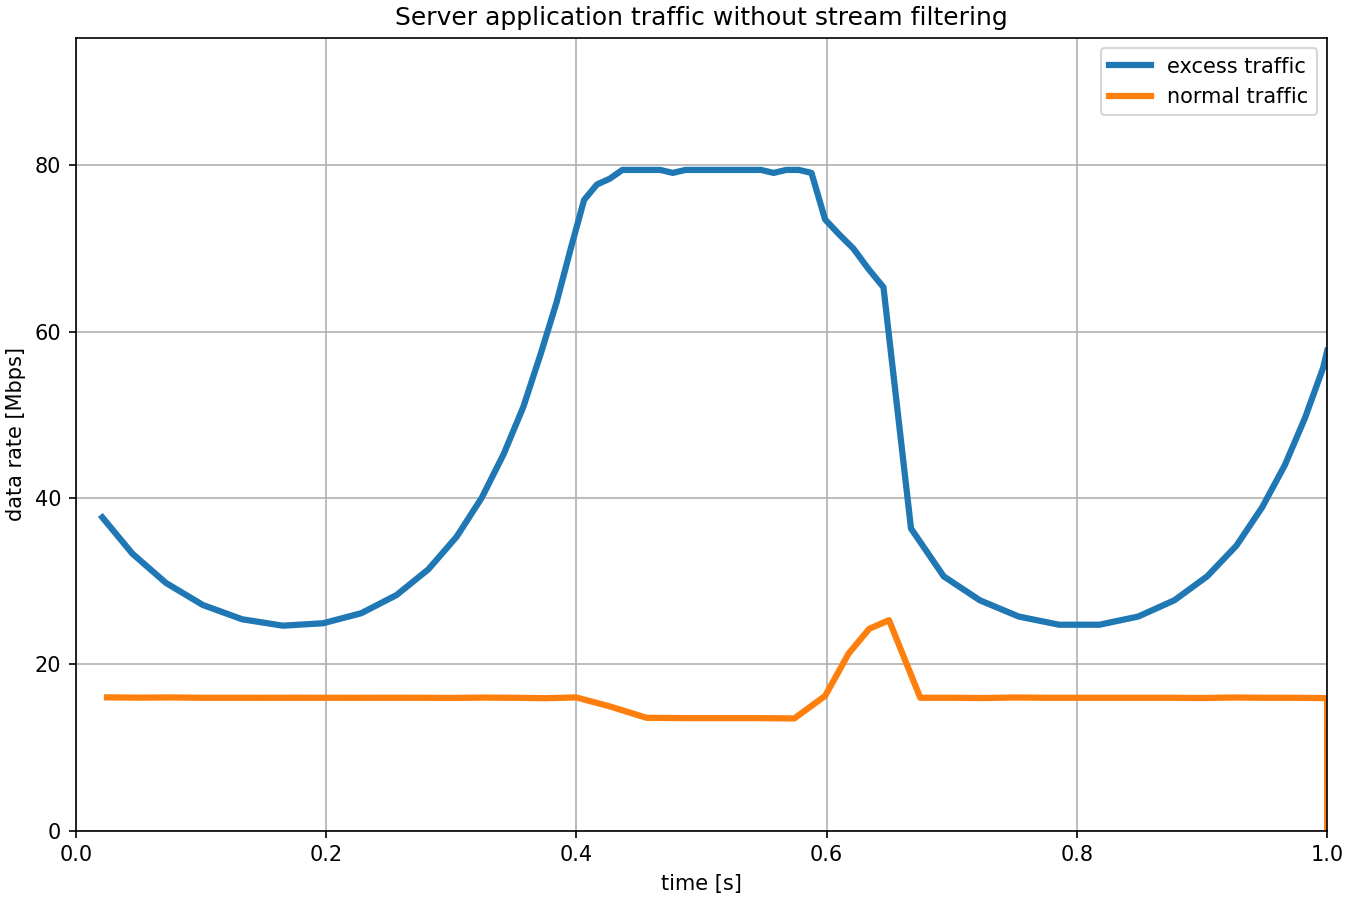 Server application traffic without stream filtering
excess traffic
normal traffic
data rate [Mbps]
80
60
40
20
0
0.0 0.2 0.4 0.6 0.8 1.0
time [s]